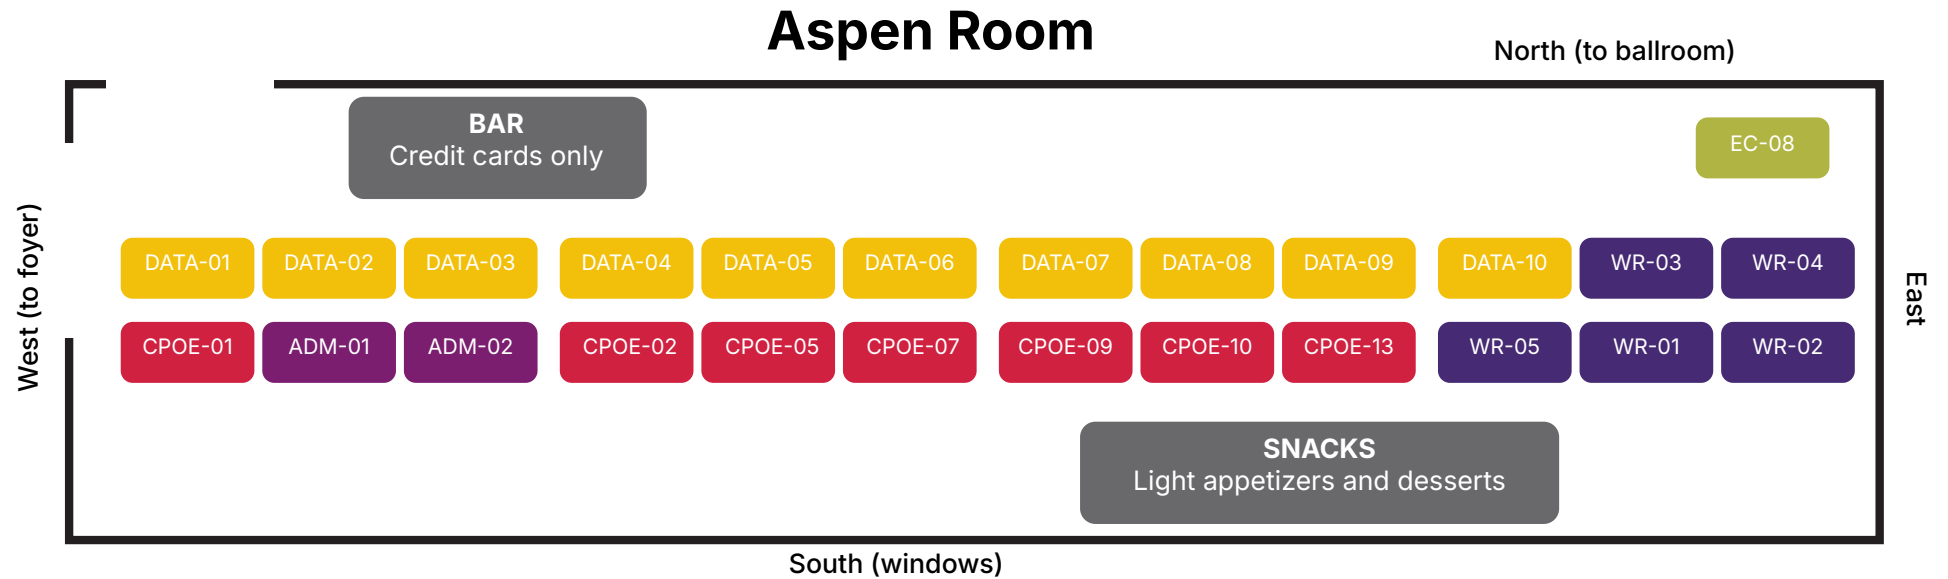 Aspen Room
North (to ballroom)
BAR
Credit cards only
EC-08
West (to foyer)
DATA-01 DATA-02 DATA-03 DATA-04 DATA-05 DATA-06 DATA-07 DATA-08 DATA-09 DATA-10 WR-03 WR-04
East
CPOE-01 ADM-01 ADM-02 CPOE-02 CPOE-05 CPOE-07 CPOE-09 CPOE-10 CPOE-13 WR-05 WR-01 WR-02
SNACKS
Light appetizers and desserts
South (windows)